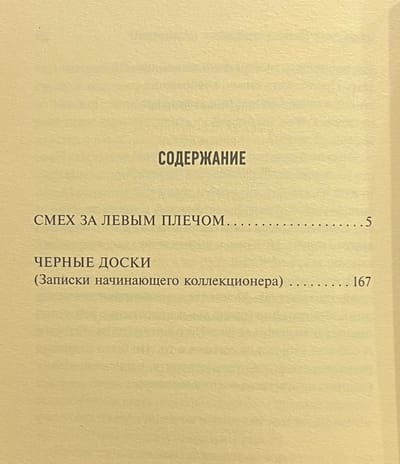 СОДЕРЖАНИЕ
СМЕХ ЗА ЛЕВЫМ ПЛЕЧОМ. . . . . . . . . . . . . . . . . . . . 5
ЧЕРНЫЕ ДОСКИ
(Записки начинающего коллекционера) . . . . . . . . . 167